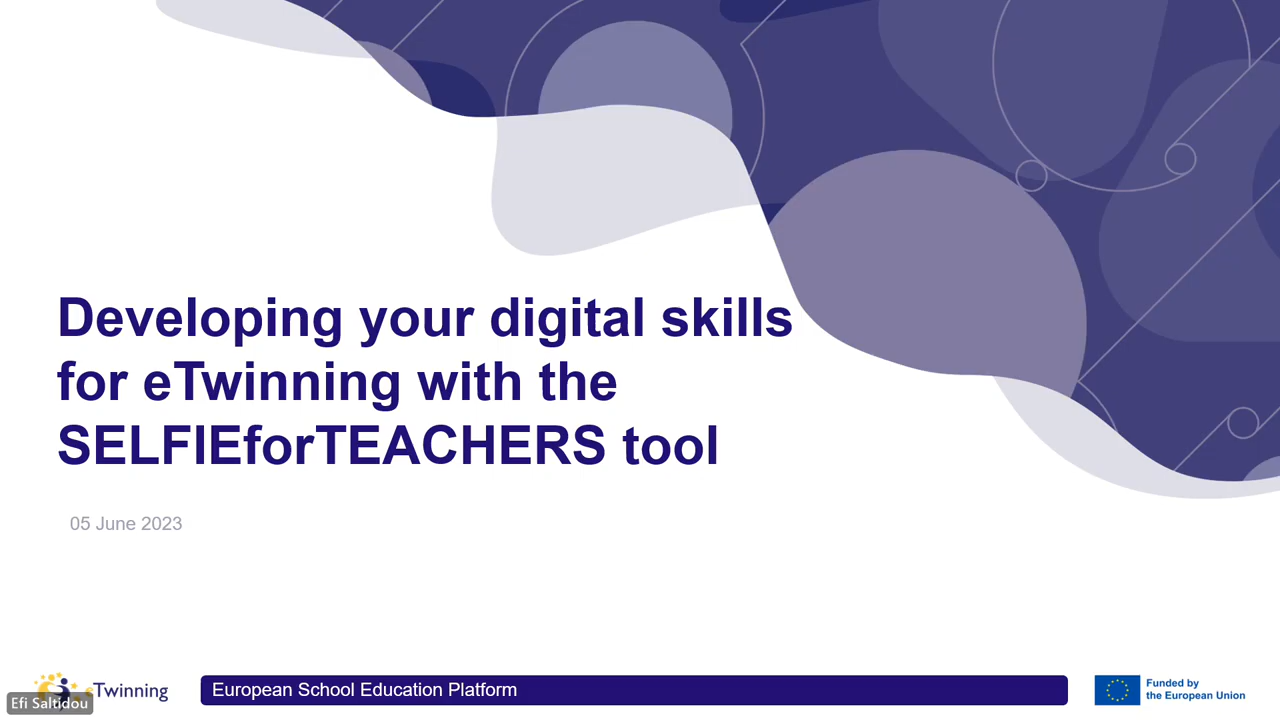 Developing your digital skills
for eTwinning with the
SELFIEforTEACHERS tool
05 June 2023
eTwinning
Efi Saltidou
European School Education Platform
Funded by
the European Union